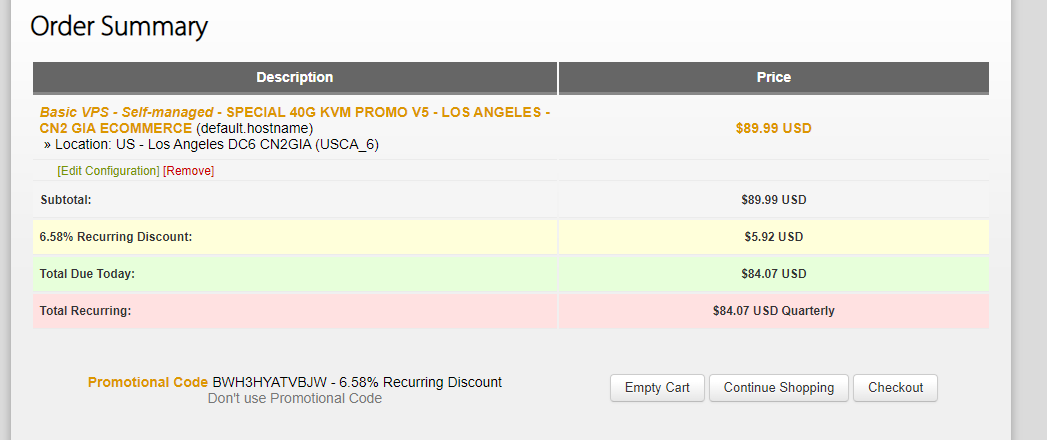 Order Summary
Description
Price
Basic VPS - Self-managed - SPECIAL 40G KVM PROMO V5 - LOS ANGELES -
CN2 GIA ECOMMERCE (default.hostname)
$89.99 USD
» Location: US - Los Angeles DC6 CN2GIA (USCA_6)
[Edit Configuration] [Remove]
Subtotal:
$89.99 USD
6.58% Recurring Discount:
$5.92 USD
Total Due Today:
$84.07 USD
Total Recurring:
$84.07 USD Quarterly
Promotional Code BWH3HYATVBJW - 6.58% Recurring Discount
Don't use Promotional Code
Empty Cart
Continue Shopping
Checkout